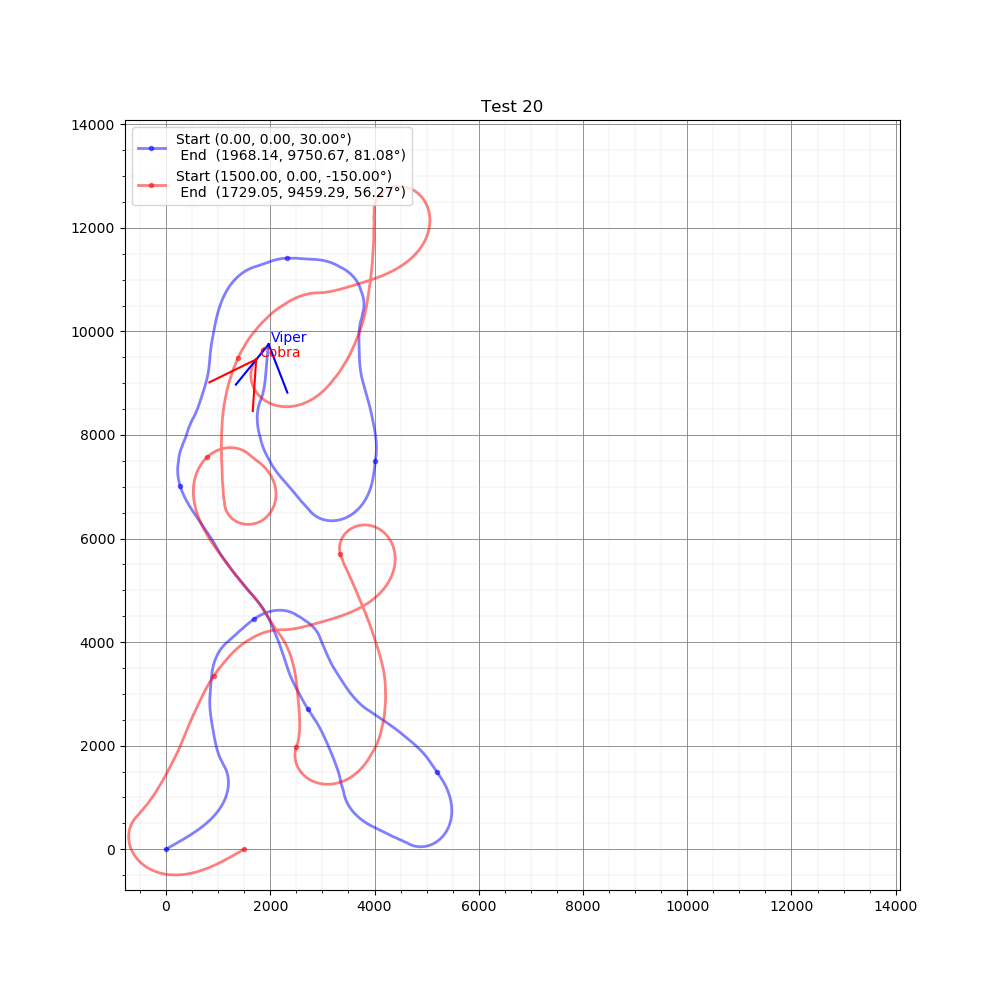 Test 20
Start (0.00, 0.00, 30.00°)
End (1968.14, 9750.67, 81.08°)
Start (1500.00, 0.00, -150.00°)
End (1729.05, 9459.29, 56.27°)
14000
12000
10000
8000
6000
4000
2000
0
Viper
Cobra
0 2000 4000 6000 8000 10000 12000 14000